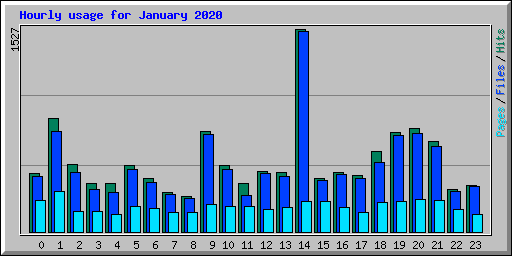 Hourly usage for January 2020
1527
Pages/Files/Hits
0 1 2 3 4 5 6 7 8 9 10 11 12 13 14 15 16 17 18 19 20 21 22 23